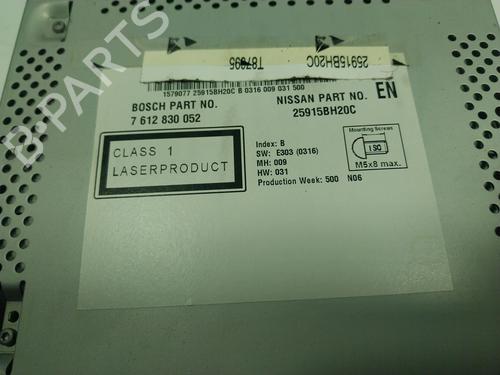 B-PARTS
25915BH20C
T87095
1579077 25915BH20C B 0316 009 031 500
BOSCH PART NO.
7 612 830 052
NISSAN PART NO.
25915BH20C
EN
CLASS 1
LASERPRODUCT
Index: B
SW: E303 (0316)
MH: 009
HW: 031
Production Week: 500 N06
Mounting Screws
ISO
M5x8 max.